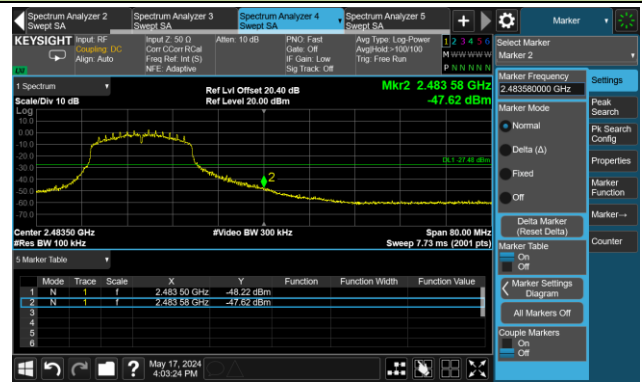 Spectrum Analyzer 2
Swept SA
Spectrum Analyzer 3
Swept SA
Spectrum Analyzer 4
Swept SA
Spectrum Analyzer 5
Swept SA
+
Marker
KEYSIGHT
Input: RF
Coupling: DC
Align: Auto
Input Z: 50 Ω
Corr CCorr RCal
Freq Ref: Int (S)
NFE: Adaptive
Atten: 10 dB
PNO: Fast
Gate: Off
IF Gain: Low
Sig Track: Off
Avg Type: Log-Power
Avg|Hold:>100/100
Trig: Free Run
1 2 3 4 5 6
M W W W W W
P N N N N N
Select Marker
Marker 2
1 Spectrum
Scale/Div 10 dB
Ref Lvl Offset 20.40 dB
Ref Level 20.00 dBm
Mkr2 2.483 58 GHz
-47.62 dBm
Log
10.0
0.00
-10.0
-20.0
-30.0
-40.0
-50.0
-60.0
-70.0
DL1 -27.48 dBm
2
Center 2.48350 GHz
#Res BW 100 kHz
#Video BW 300 kHz
Span 80.00 MHz
Sweep 7.73 ms (2001 pts)
5 Marker Table
Mode Trace Scale X Y Function Function Width Function Value
1 N 1 f 2.483 50 GHz -48.22 dBm
2 N 1 f 2.483 58 GHz -47.62 dBm
3
4
5
6
Marker Frequency
2.483580000 GHz
Marker Mode
Normal
Delta (Δ)
Fixed
Off
Delta Marker
(Reset Delta)
Marker Table
On
Off
Marker Settings
Diagram
All Markers Off
Couple Markers
On
Off
Settings
Peak
Search
Pk Search
Config
Properties
Marker
Function
Marker→
Counter
?
May 17, 2024
4:03:24 PM